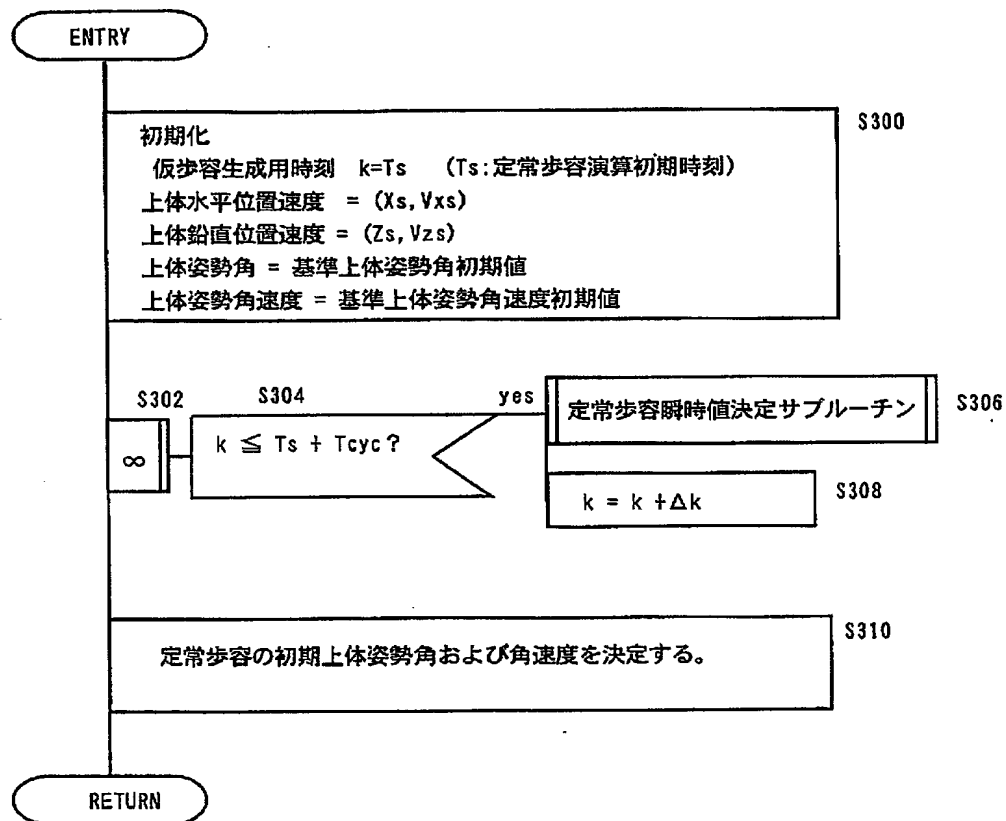 ENTRY
S300
初期化
仮歩容生成用時刻 k=Ts (Ts:定常歩容演算初期時刻)
上体水平位置速度 = (Xs,Vxs)
上体鉛直位置速度 = (Zs,Vzs)
上体姿勢角 = 基準上体姿勢角初期値
上体姿勢角速度 = 基準上体姿勢角速度初期値
S302
S304
yes
∞
k ≦ Ts + Tcyc?
定常歩容瞬時値決定サブルーチン
S306
k = k +Δk
S308
S310
定常歩容の初期上体姿勢角および角速度を決定する。
RETURN